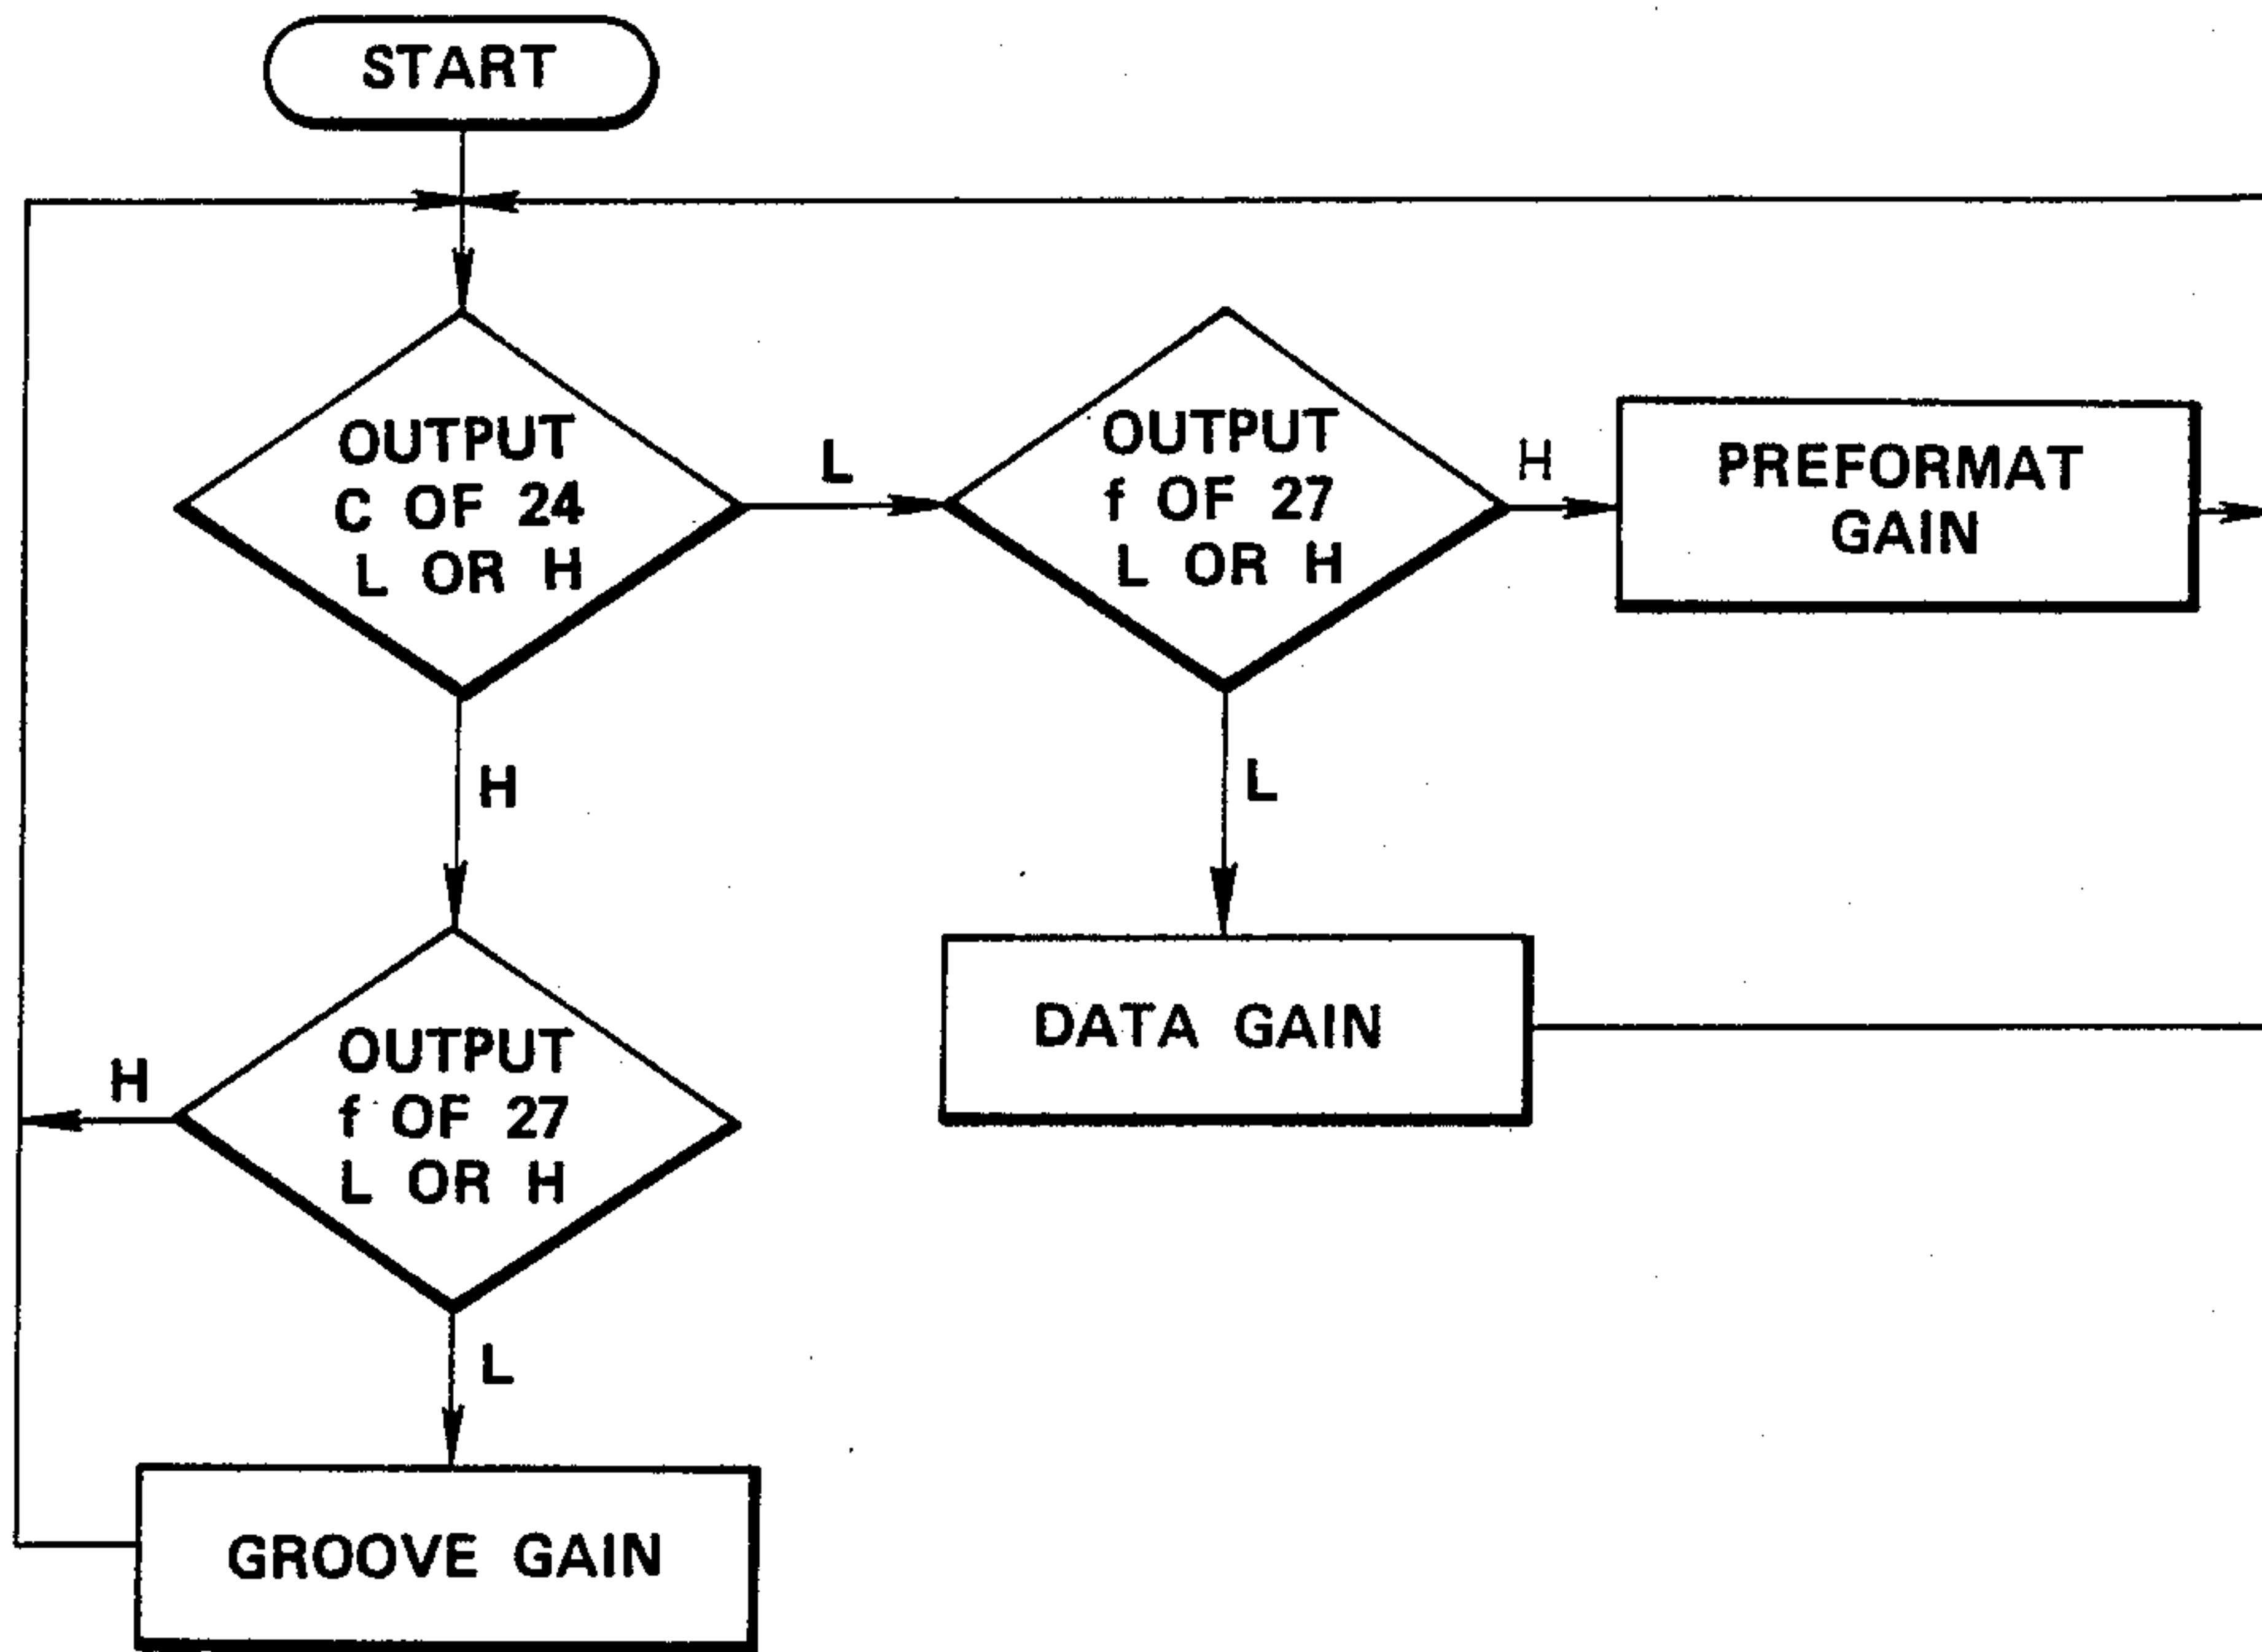 START
OUTPUT
C OF 24
L OR H
L
OUTPUT
f OF 27
L OR H
H
PREFORMAT
GAIN
H
L
DATA GAIN
OUTPUT
f OF 27
L OR H
H
L
GROOVE GAIN